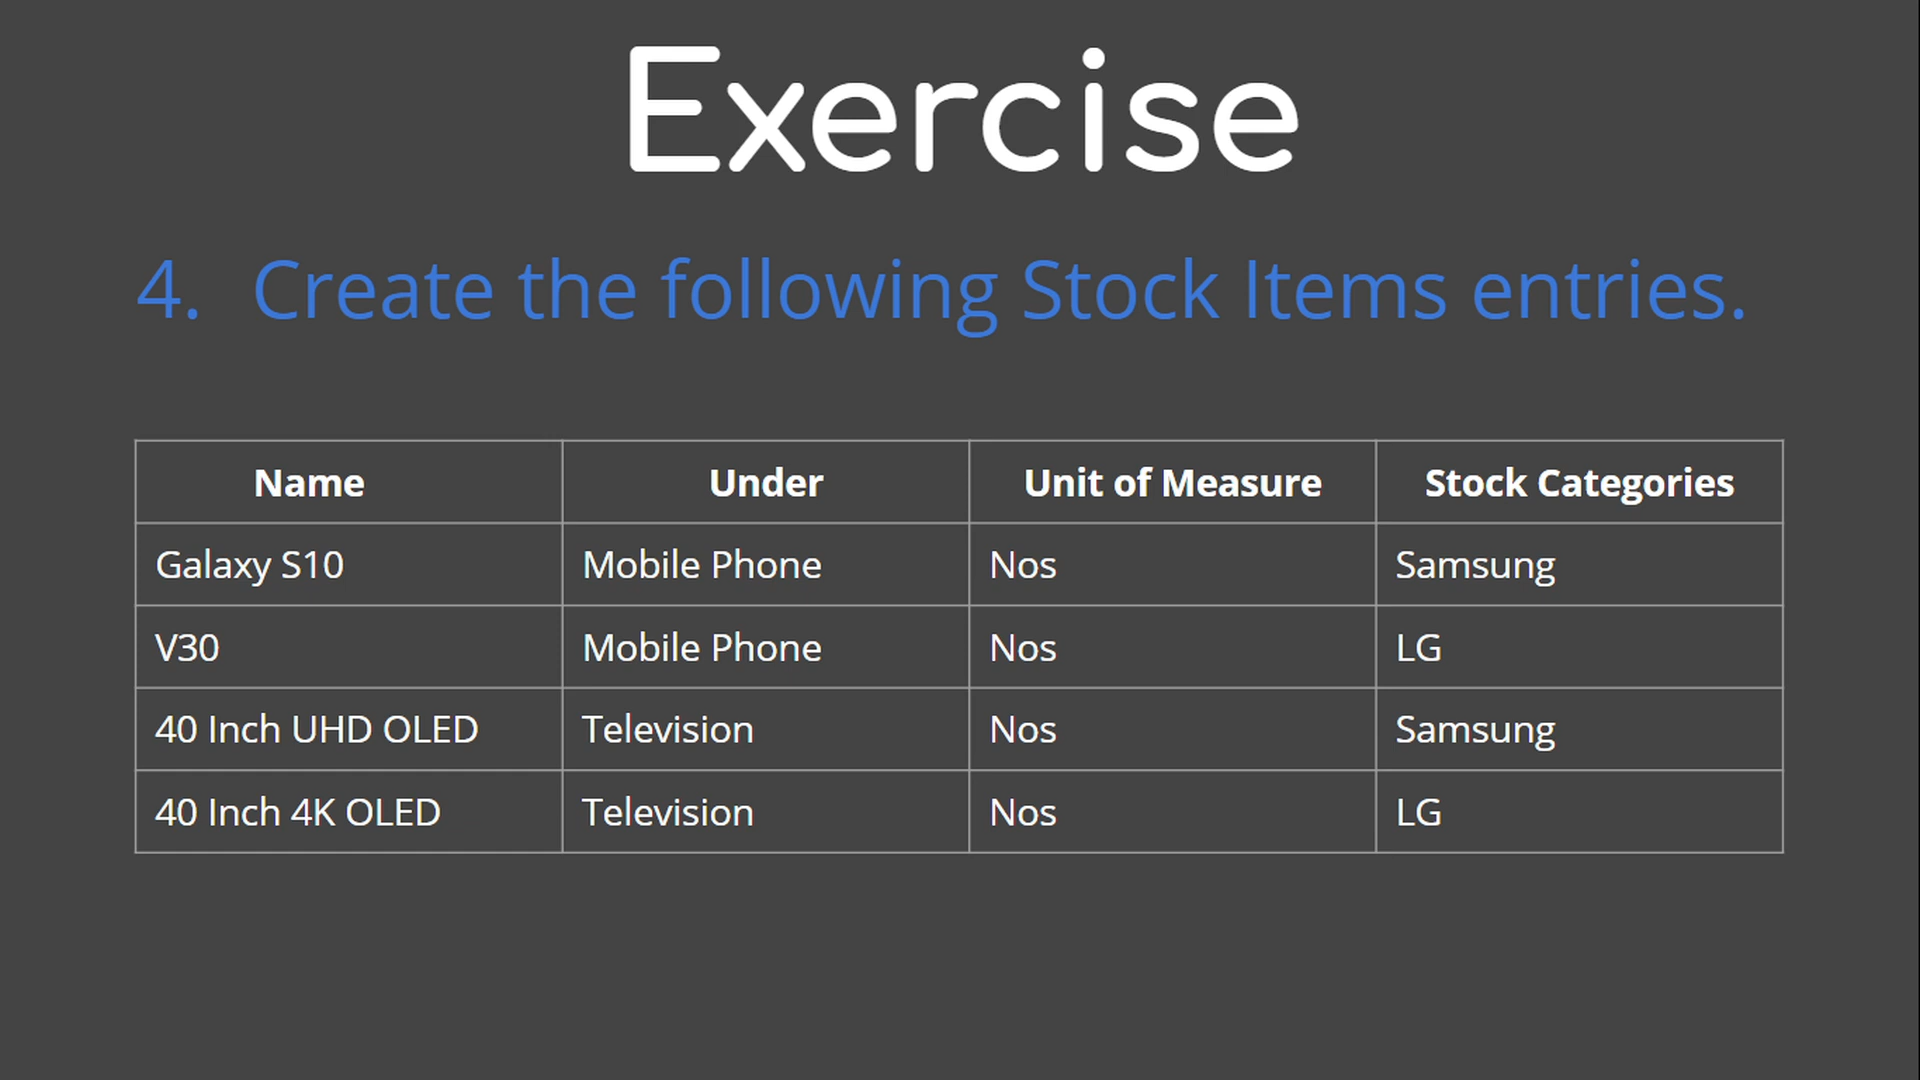 Exercise
4. Create the following Stock Items entries.
Name Under Unit of Measure Stock Categories
Galaxy S10 Mobile Phone Nos Samsung
V30 Mobile Phone Nos LG
40 Inch UHD OLED Television Nos Samsung
40 Inch 4K OLED Television Nos LG